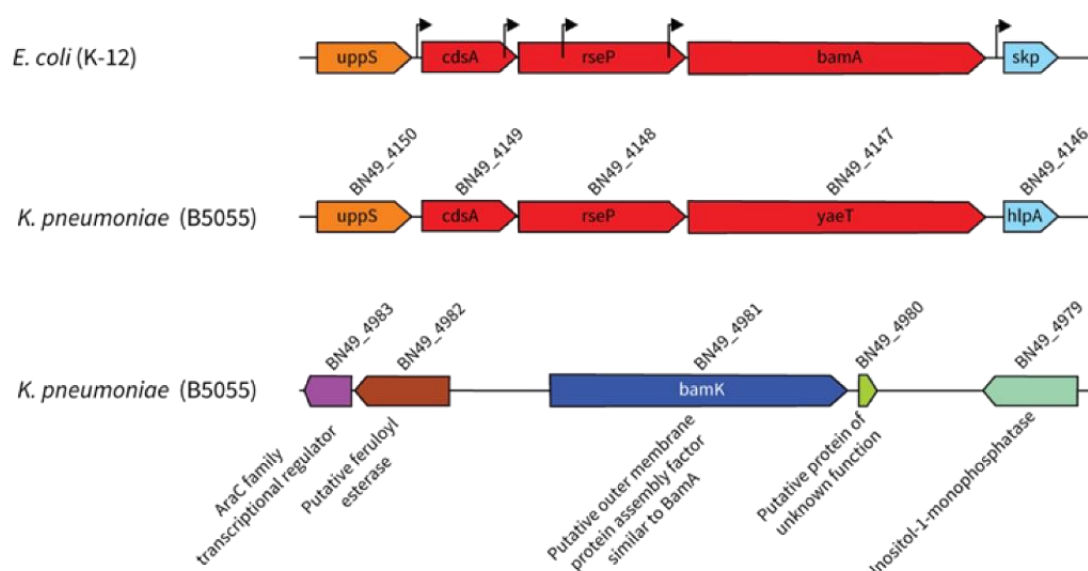 E. coli (K-12)
uppS
cdsA
rseP
bamA
skp
BN49_4150
BN49_4149
BN49_4148
BN49_4147
BN49_4146
K. pneumoniae (B5055)
uppS
cdsA
rseP
yaeT
hlpA
BN49_4983
BN49_4982
BN49_4981
BN49_4980
BN49_4979
K. pneumoniae (B5055)
bamK
AraC family
transcriptional regulator
Putative feruloyl
esterase
Putative outer membrane
protein assembly factor
similar to BamA
Putative protein of
unknown function
Inositol-1-monophosphatase